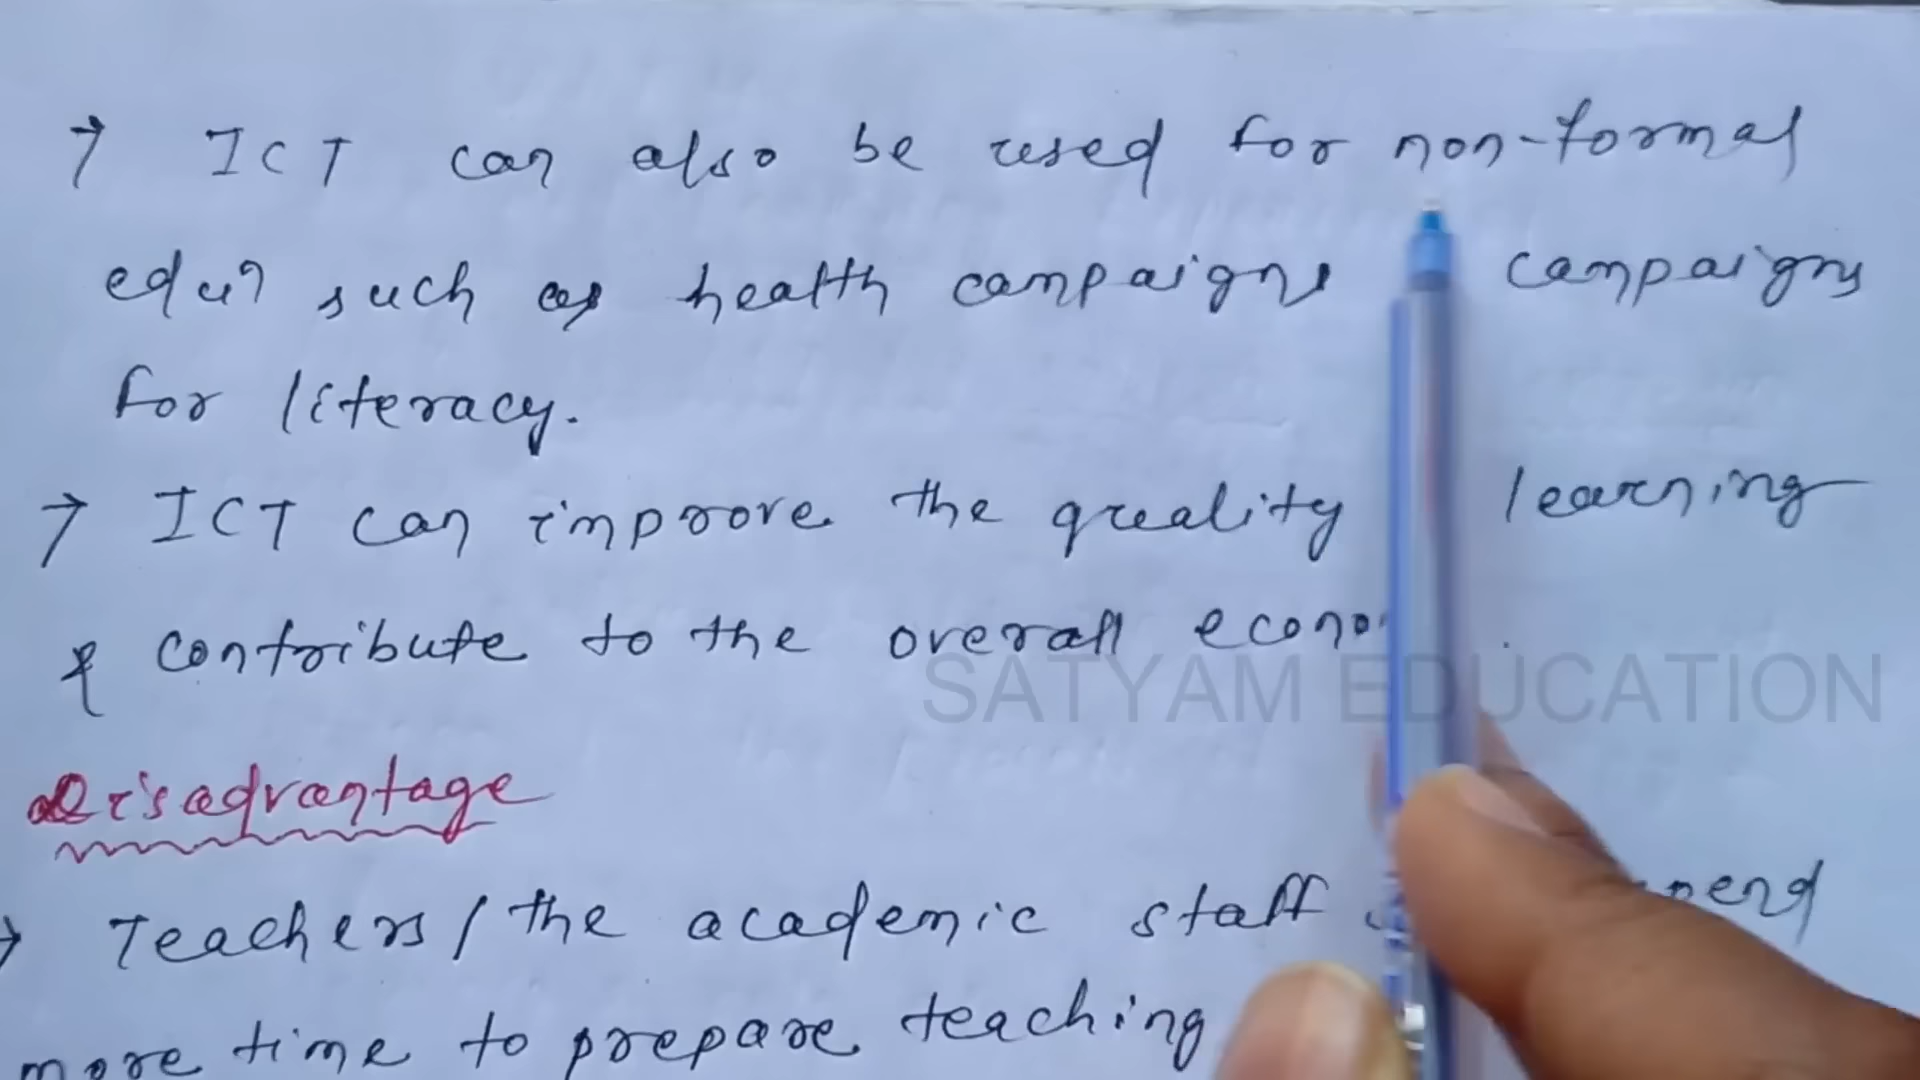 → ICT can also be used for non-formal
edun such as health campaigns campaigns
for literacy.
→ ICT can improve the quality learning
& contribute to the overall
SATYAM EDUCATION
Disadvantage
→ Teachers / the academic staff
more time to prepare teaching